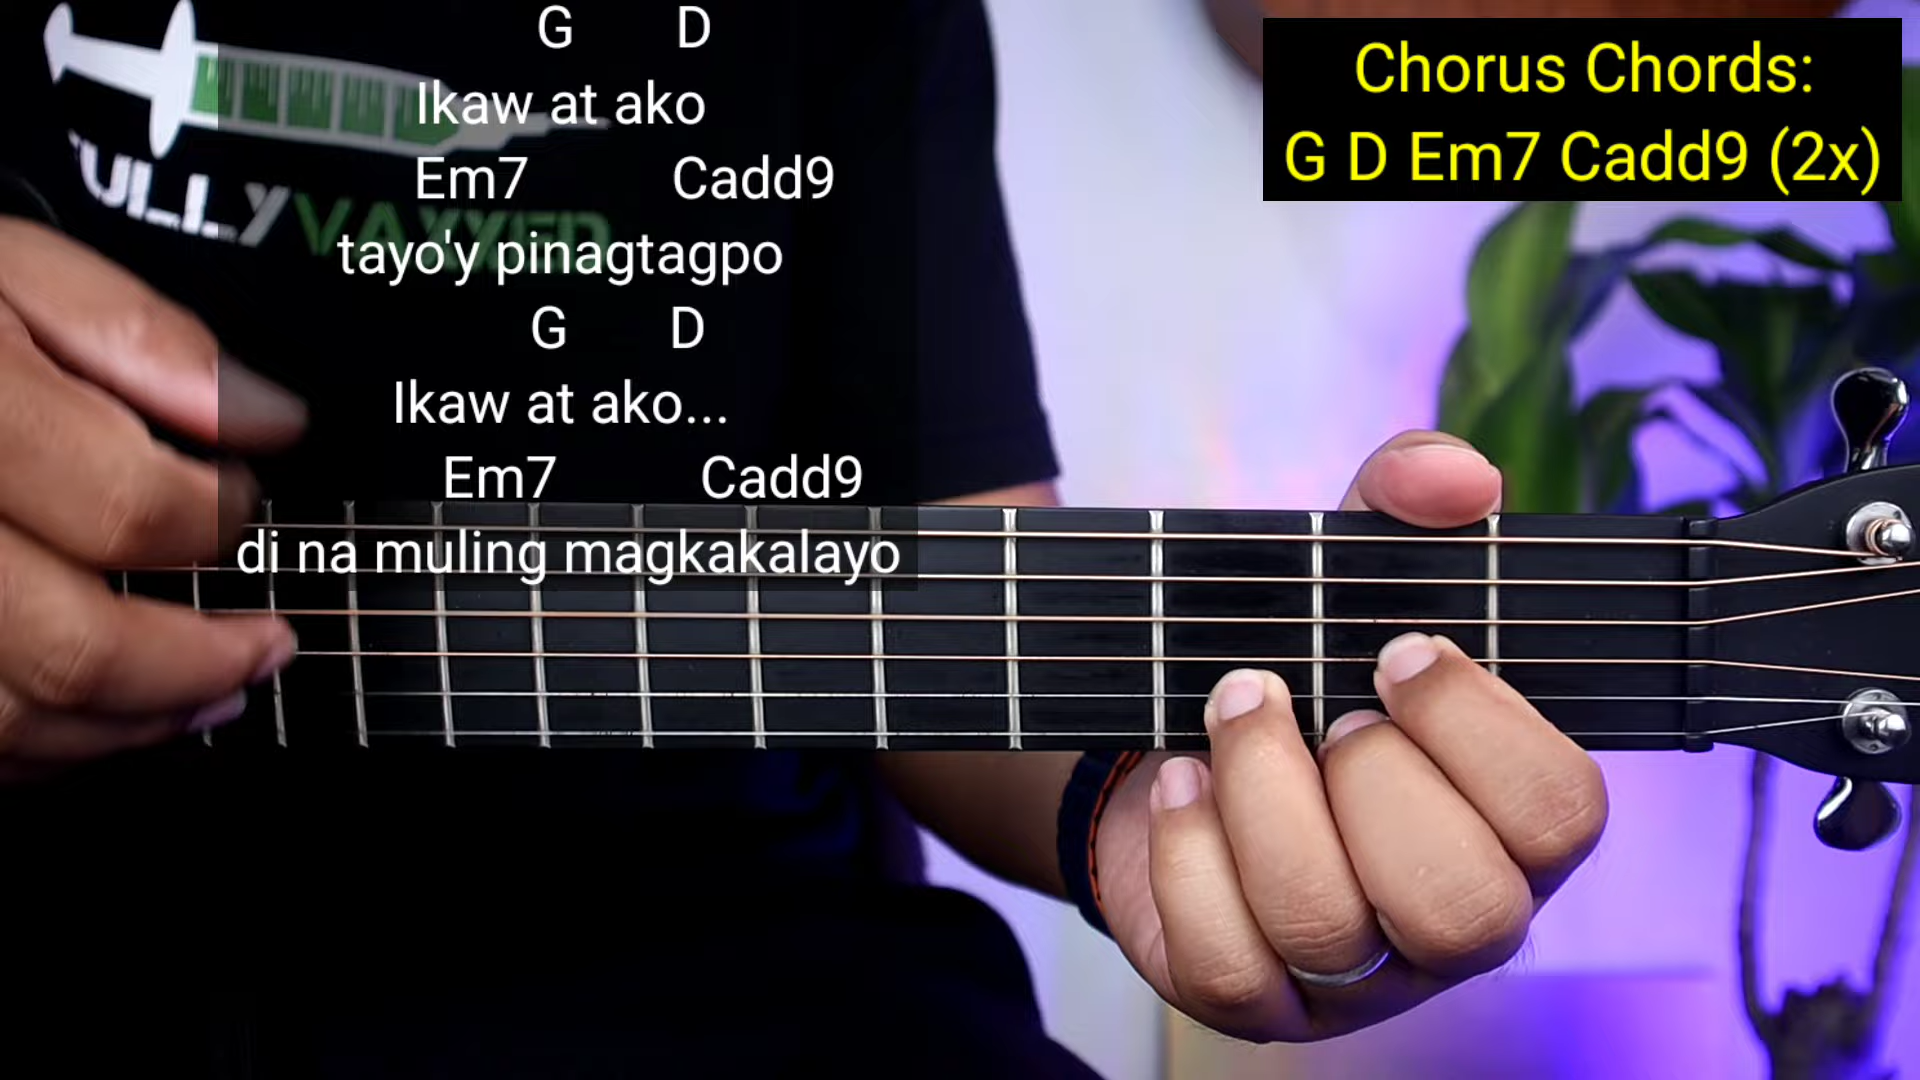 G D
Ikaw at ako
Em7 Cadd9
tayo'y pinagtagpo
G D
Ikaw at ako...
Em7 Cadd9
di na muling magkakalayo
Chorus Chords:
G D Em7 Cadd9 (2x)